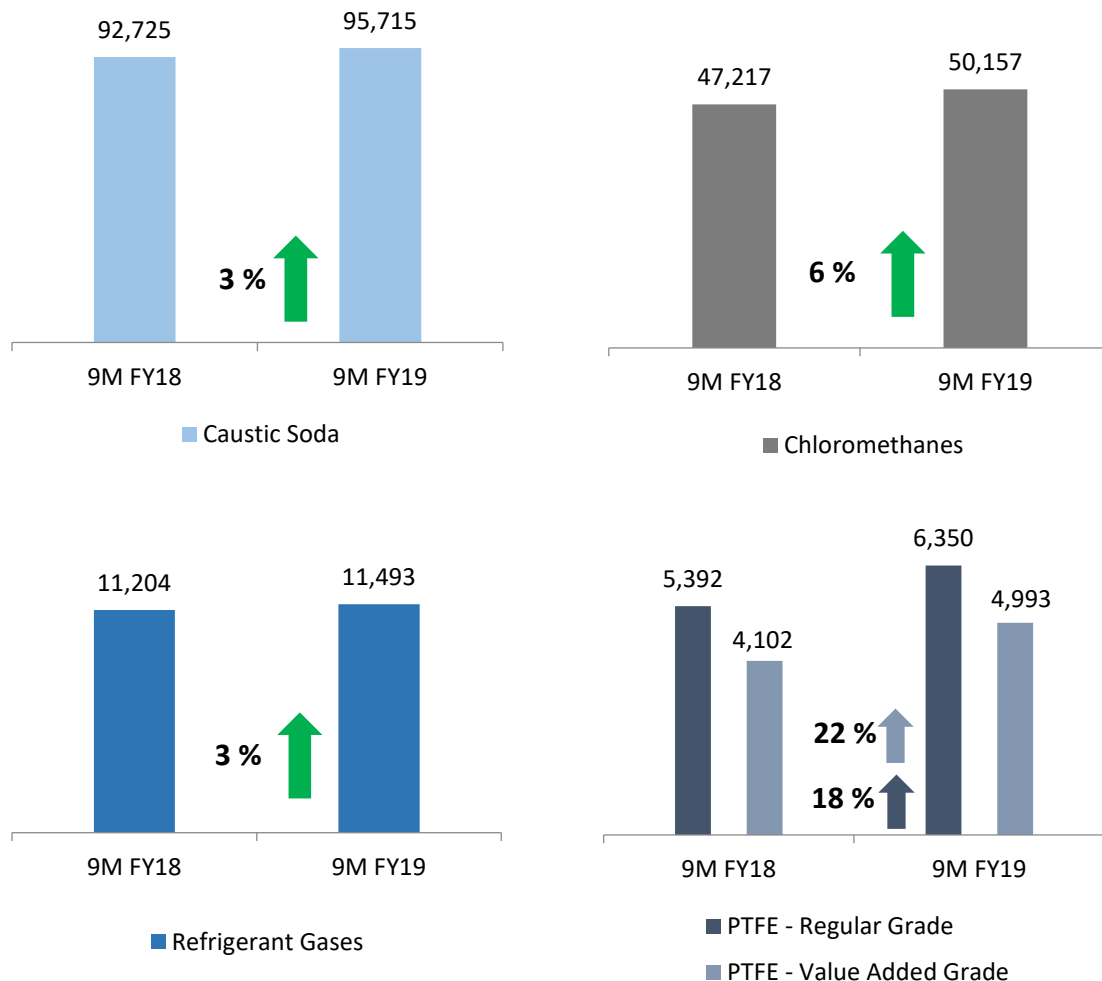 92,725
95,715
3 %
9M FY18
9M FY19
Caustic Soda
47,217
50,157
6 %
9M FY18
9M FY19
Chloromethanes
11,204
11,493
3 %
9M FY18
9M FY19
Refrigerant Gases
5,392
4,102
6,350
4,993
22 %
18 %
9M FY18
9M FY19
PTFE - Regular Grade
PTFE - Value Added Grade